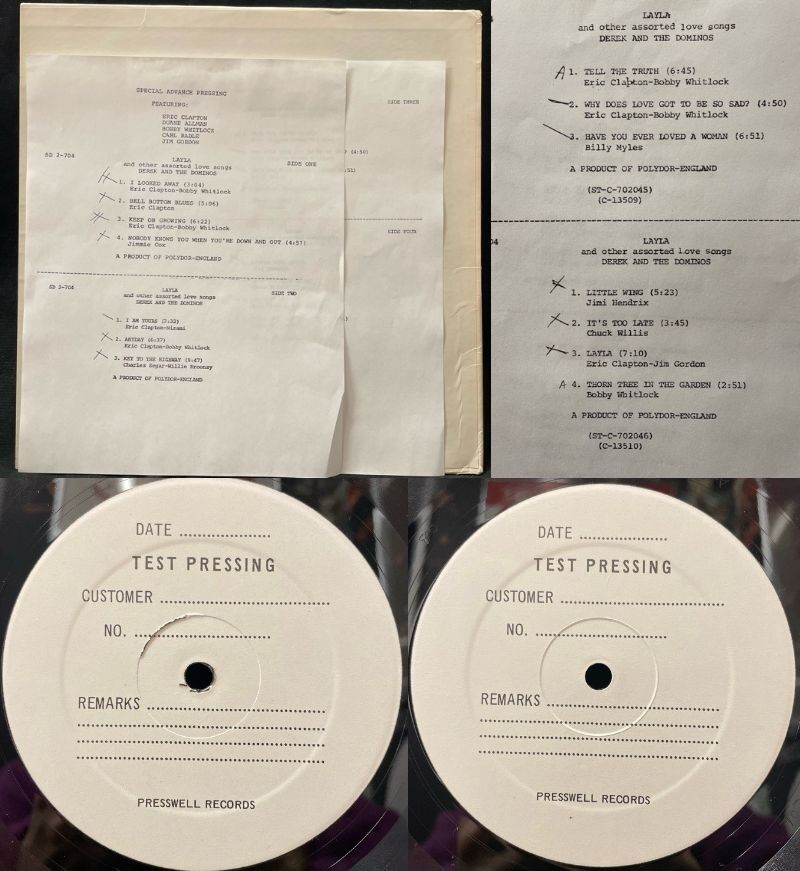 SPECIAL ADVANCE PRESSING
FEATURING:
ERIC CLAPTON
DUANE ALLMAN
BOBBY WHITLOCK
CARL RADLE
JIM GORDON
SD 2-704
LAYLA
and other assorted love songs
DEREK AND THE DOMINOS
SIDE ONE
1. I LOOKED AWAY (3:04)
Eric Clapton-Bobby Whitlock
2. BELL BOTTOM BLUES (5:06)
Eric Clapton
3. KEEP ON GROWING (6:22)
Eric Clapton-Bobby Whitlock
4. NOBODY KNOWS YOU WHEN YOU'RE DOWN AND OUT (4:57)
Jimmie Cox
A PRODUCT OF POLYDOR-ENGLAND
SD 2-704
LAYLA
and other assorted love songs
DEREK AND THE DOMINOS
SIDE TWO
1. I AM YOURS (3:32)
Eric Clapton-Nizami
2. ANYDAY (6:37)
Eric Clapton-Bobby Whitlock
3. KEY TO THE HIGHWAY (9:47)
Charles Segar-Willie Broonzy
A PRODUCT OF POLYDOR-ENGLAND
SIDE THREE
(4:50)
:51)
SIDE FOUR
LAYLA
and other assorted love songs
DEREK AND THE DOMINOS
A 1. TELL THE TRUTH (6:45)
Eric Clapton-Bobby Whitlock
2. WHY DOES LOVE GOT TO BE SO SAD? (4:50)
Eric Clapton-Bobby Whitlock
3. HAVE YOU EVER LOVED A WOMAN (6:51)
Billy Myles
A PRODUCT OF POLYDOR-ENGLAND
(ST-C-702045)
(C-13509)
04
LAYLA
and other assorted love songs
DEREK AND THE DOMINOS
1. LITTLE WING (5:23)
Jimi Hendrix
2. IT'S TOO LATE (3:45)
Chuck Willis
3. LAYLA (7:10)
Eric Clapton-Jim Gordon
A 4. THORN TREE IN THE GARDEN (2:51)
Bobby Whitlock
A PRODUCT OF POLYDOR-ENGLAND
(ST-C-702046)
(C-13510)
DATE
TEST PRESSING
CUSTOMER
NO.
REMARKS
PRESSWELL RECORDS
DATE
TEST PRESSING
CUSTOMER
NO.
REMARKS
PRESSWELL RECORDS